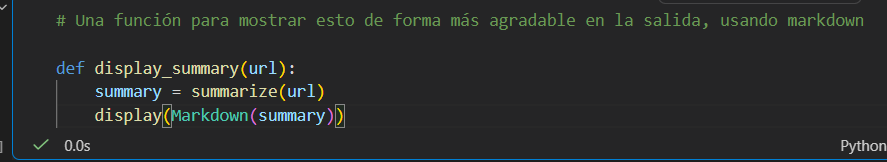 # Una función para mostrar esto de forma más agradable en la salida, usando markdown
def display_summary(url):
    summary = summarize(url)
    display(Markdown(summary))
0.0s
Python